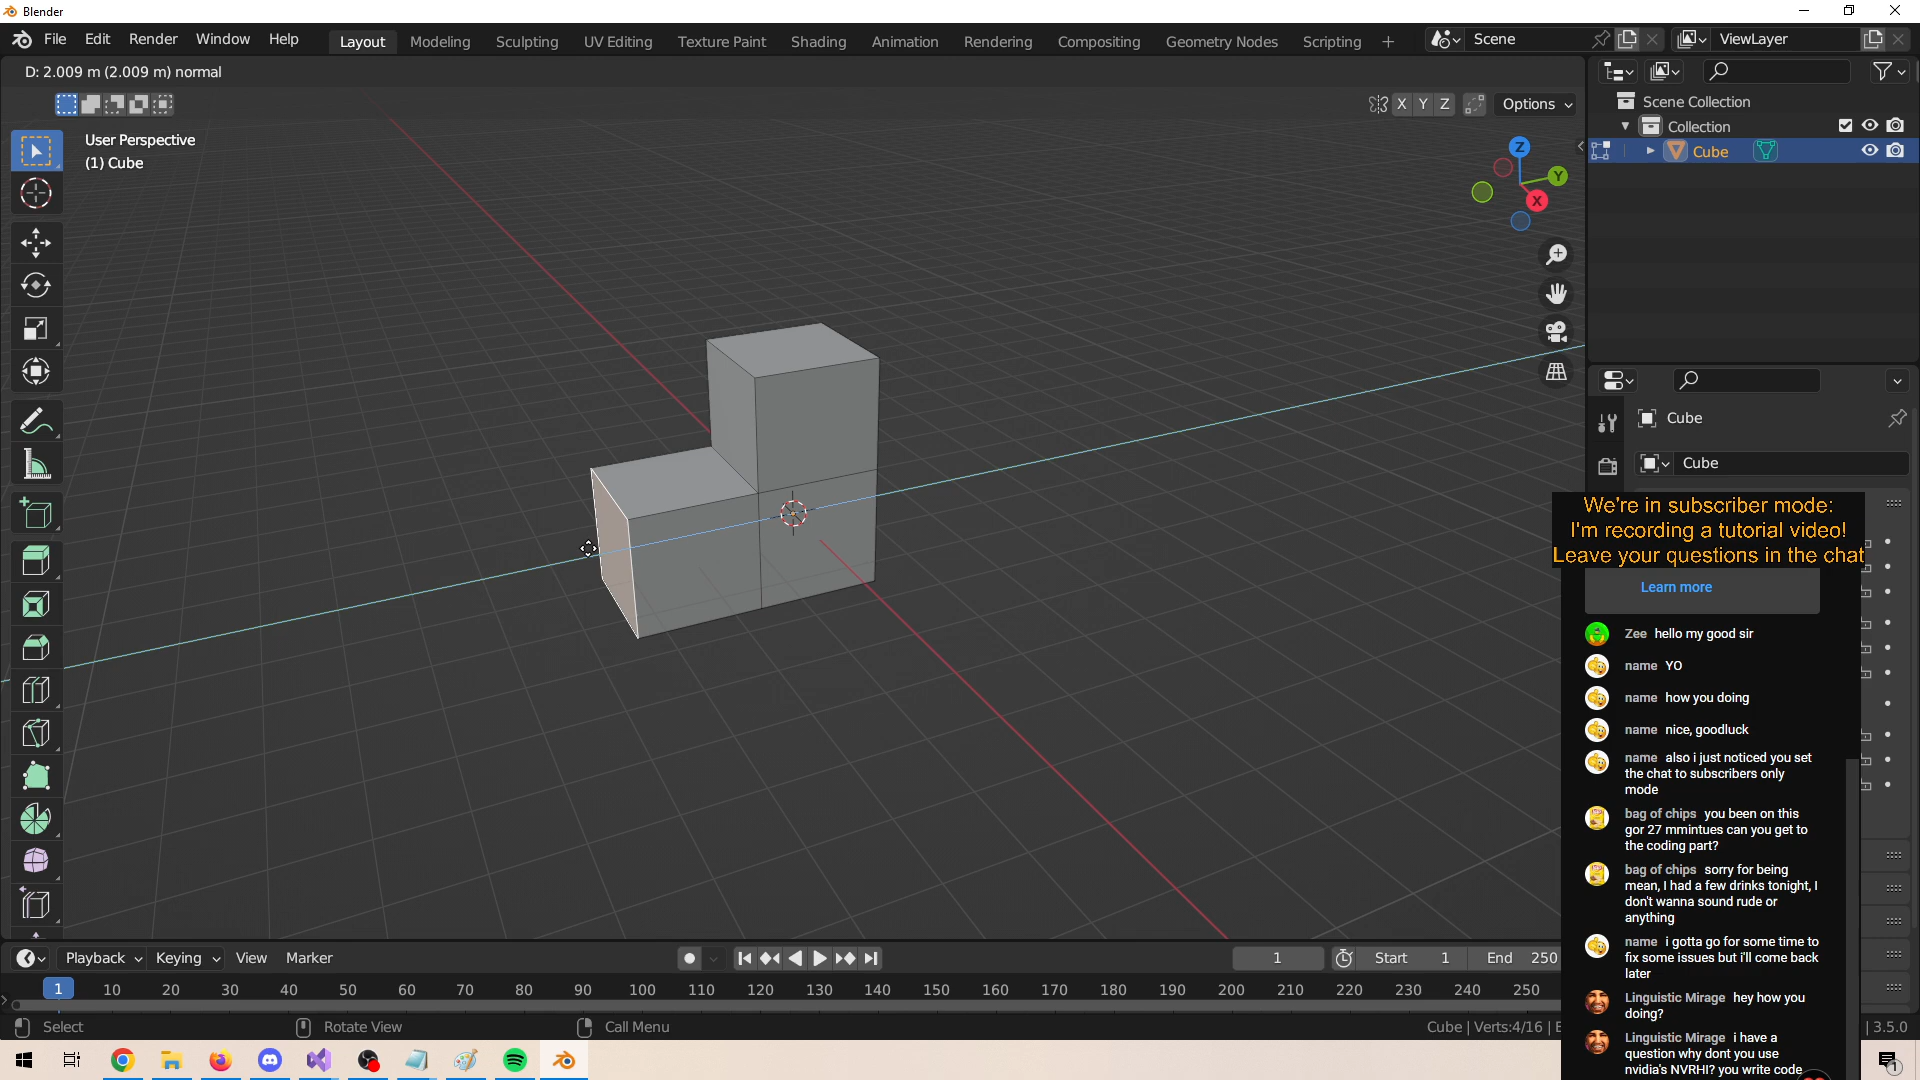 Blender
File Edit Render Window Help Layout Modeling Sculpting UV Editing Texture Paint Shading Animation Rendering Compositing Geometry Nodes Scripting + Scene ViewLayer
D: 2.009 m (2.009 m) normal
X Y Z Options
User Perspective
(1) Cube
Z
Y
X
Scene Collection
Collection
Cube
Cube
Cube
We're in subscriber mode:
I'm recording a tutorial video!
Leave your questions in the chat
Learn more
Zee hello my good sir
name YO
name how you doing
name nice, goodluck
name also i just noticed you set
the chat to subscribers only
mode
bag of chips you been on this
gor 27 mmintues can you get to
the coding part?
bag of chips sorry for being
mean, I had a few drinks tonight, I
don't wanna sound rude or
anything
name i gotta go for some time to
fix some issues but i'll come back
later
Linguistic Mirage hey how you
doing?
Linguistic Mirage i have a
question why dont you use
nvidia's NVRHI? you write code
Playback Keying View Marker 1 Start 1 End 250
1 10 20 30 40 50 60 70 80 90 100 110 120 130 140 150 160 170 180 190 200 210 220 230 240 250
Select Rotate View Call Menu Cube | Verts:4/16 | 3.5.0
1